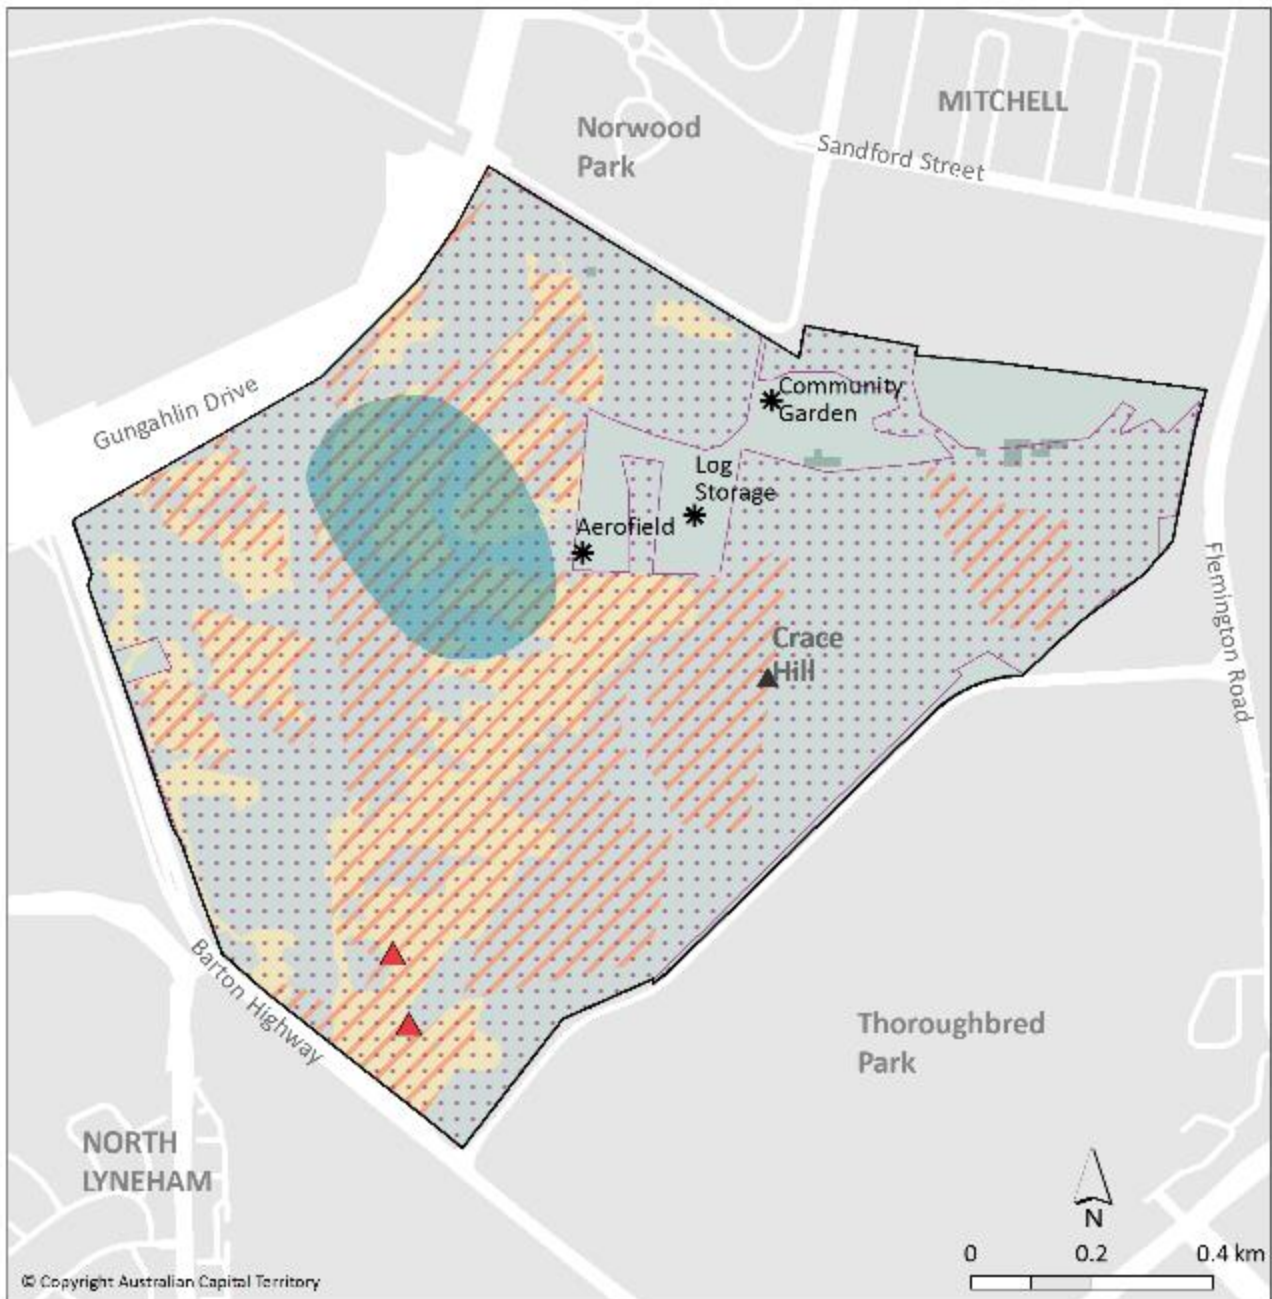 MITCHELL
Norwood
Park
Sandford Street
Gungahlin Drive
Community
Garden
Log
Storage
Aerofield
Crace
Hill
Flemington Road
Barton Highway
Thoroughbred
Park
NORTH
LYNEHAM
N
0 0.2 0.4 km
© Copyright Australian Capital Territory